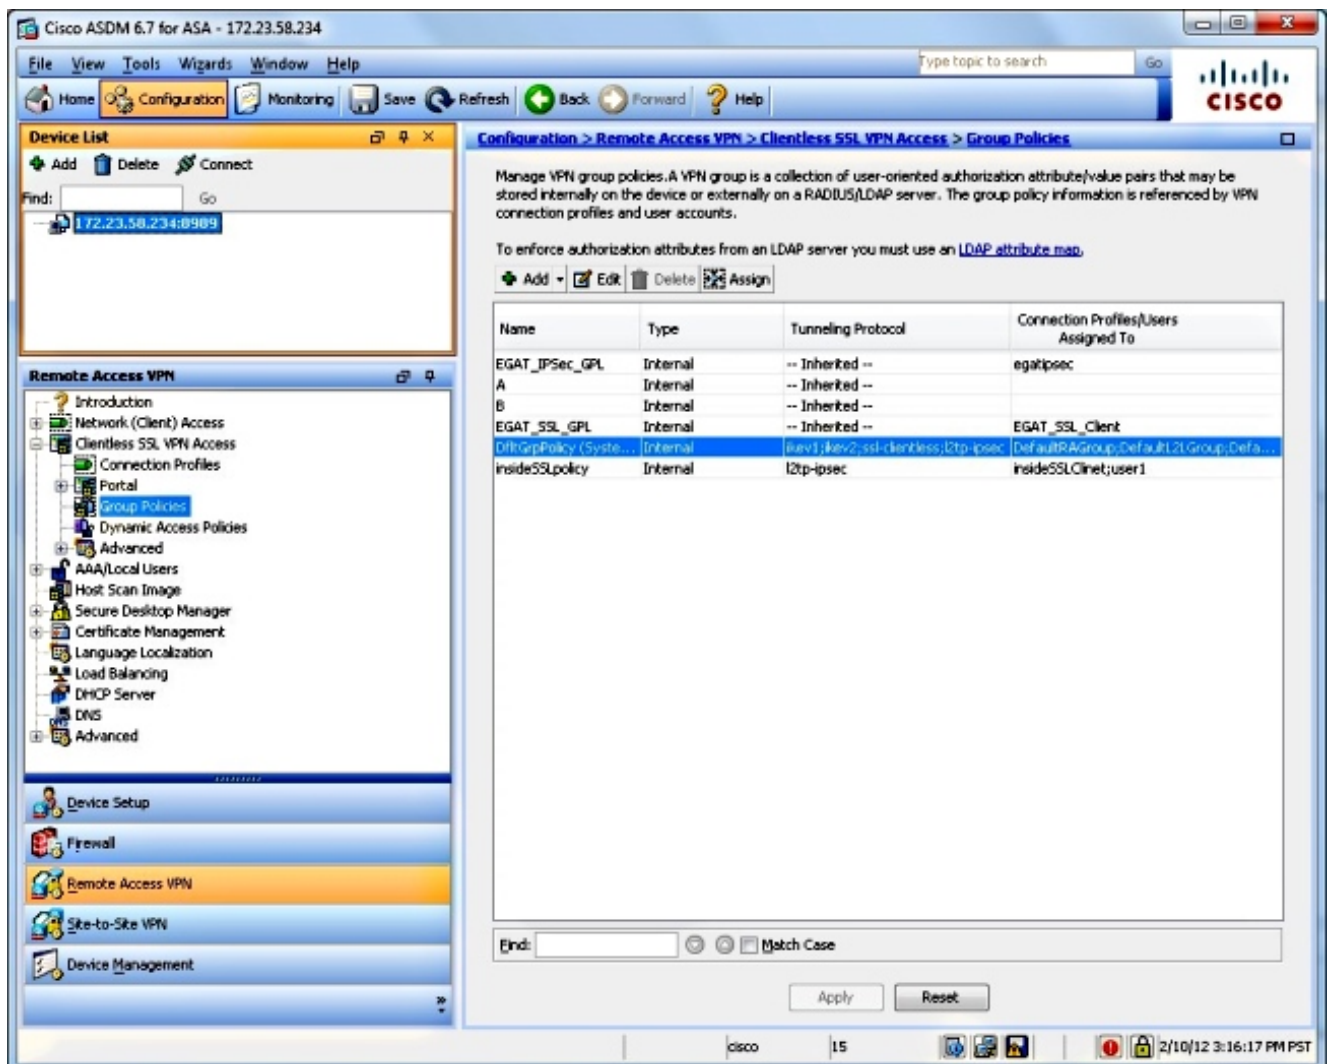 Cisco ASDM 6.7 for ASA - 172.23.58.234
File View Tools Wizards Window Help
Type topic to search Go
Home Configuration Monitoring Save Refresh Back Forward Help
CISCO
Device List
Add Delete Connect
Find: Go
172.23.58.234:8989
Remote Access VPN
Introduction
Network (Client) Access
Clientless SSL VPN Access
Connection Profiles
Portal
Group Policies
Dynamic Access Policies
Advanced
AAA/Local Users
Host Scan Image
Secure Desktop Manager
Certificate Management
Language Localization
Load Balancing
DHCP Server
DNS
Advanced
Device Setup
Firewall
Remote Access VPN
Site-to-Site VPN
Device Management
Configuration > Remote Access VPN > Clientless SSL VPN Access > Group Policies
Manage VPN group policies.A VPN group is a collection of user-oriented authorization attribute/value pairs that may be
stored internally on the device or externally on a RADIUS/LDAP server. The group policy information is referenced by VPN
connection profiles and user accounts.
To enforce authorization attributes from an LDAP server you must use an LDAP attribute map.
Add Edit Delete Assign
Name Type Tunneling Protocol Connection Profiles/Users
Assigned To
EGAT_IPSec_GPL Internal -- Inherited -- egatipsec
A Internal -- Inherited --
B Internal -- Inherited --
EGAT_SSL_GPL Internal -- Inherited -- EGAT_SSL_Client
DfltGrpPolicy (Syste... Internal ikev1;ikev2;ssl-clientless;l2tp-ipsec DefaultRAGroup;DefaultL2LGroup;Defa...
insideSSLpolicy Internal l2tp-ipsec insideSSLClinet;user1
Find: Match Case
Apply Reset
cisco 15 2/10/12 3:16:17 PM PST